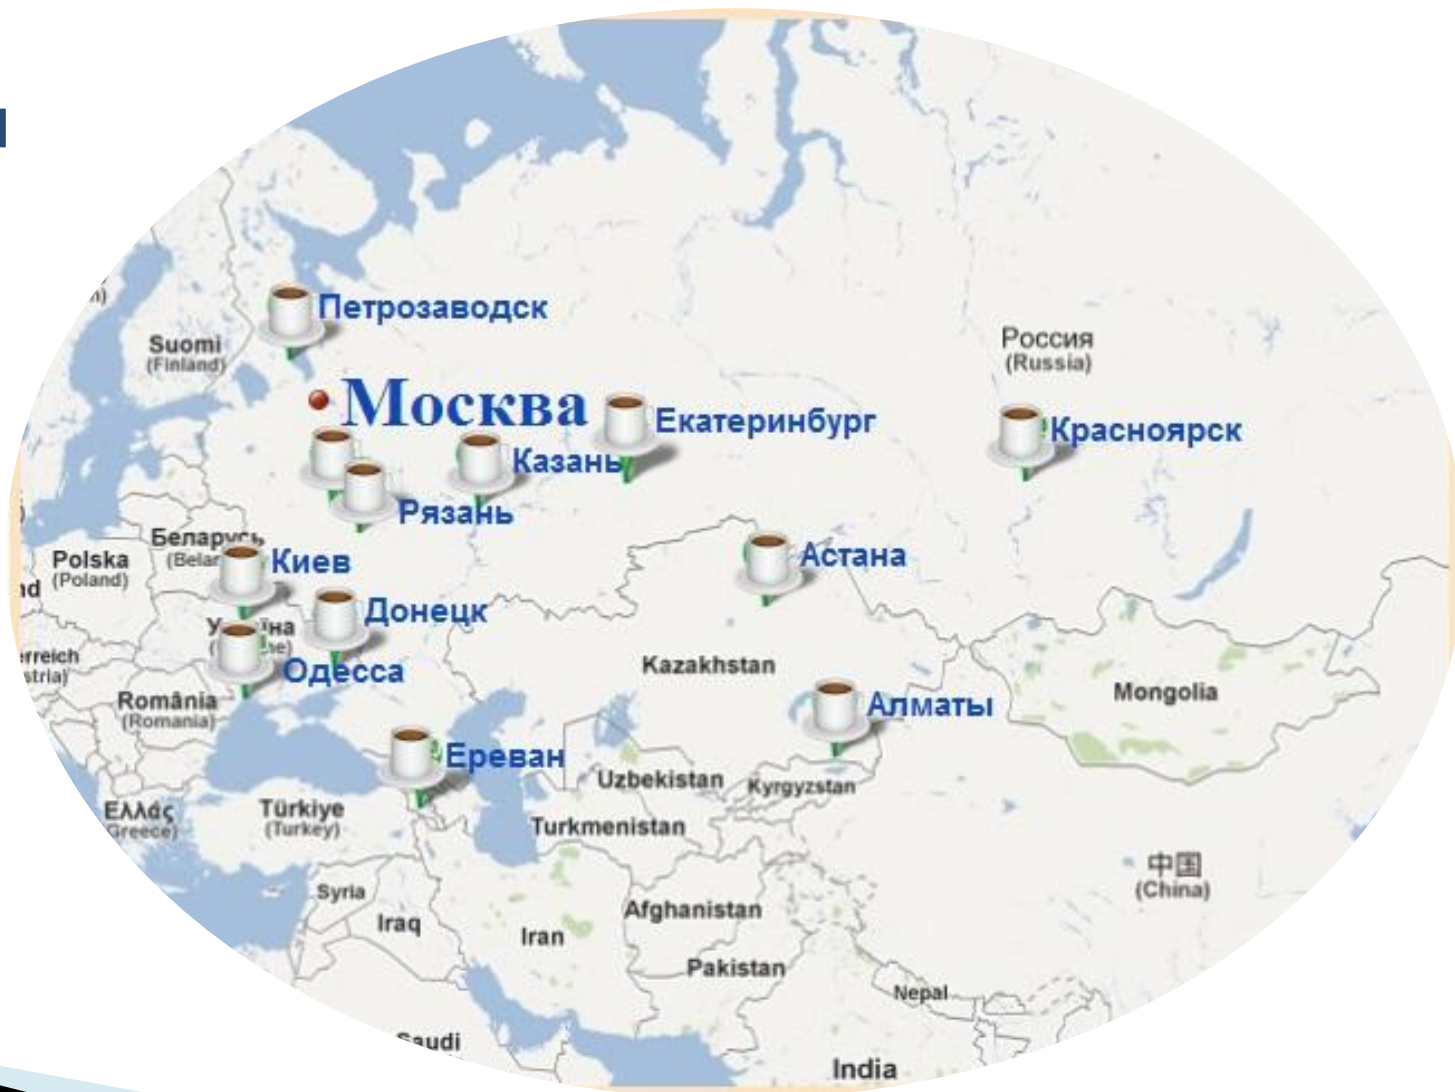 Петрозаводск
Suomi
(Finland)
Россия
(Russia)
Москва
Екатеринбург
Красноярск
Казань
Рязань
Беларусь
Polska
(Poland)
Киев
Астана
Донецк
Kazakhstan
Одесса
România
(Romania)
Mongolia
Алматы
Ереван
Uzbekistan
Kyrgyzstan
Ελλάς
Greece)
Türkiye
(Turkey)
Turkmenistan
中国
(China)
Syria
Iraq
Iran
Afghanistan
Pakistan
Nepal
India